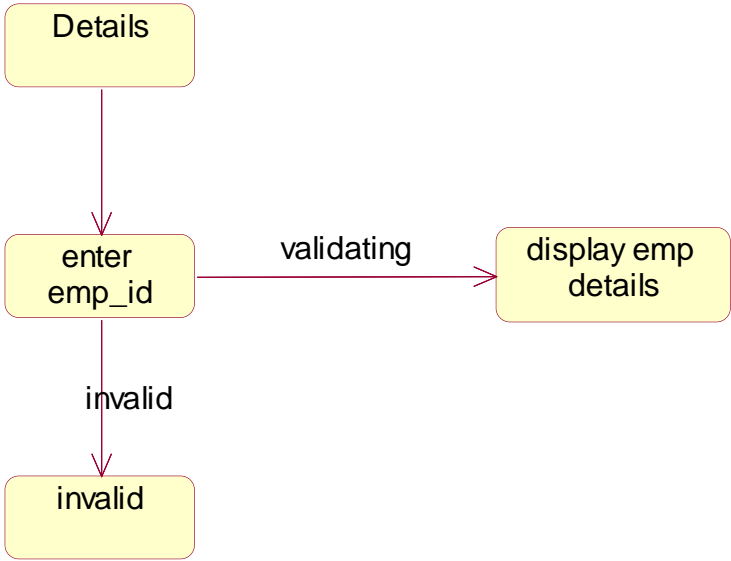 Details
enter
emp_id
validating
display emp
details
invalid
invalid